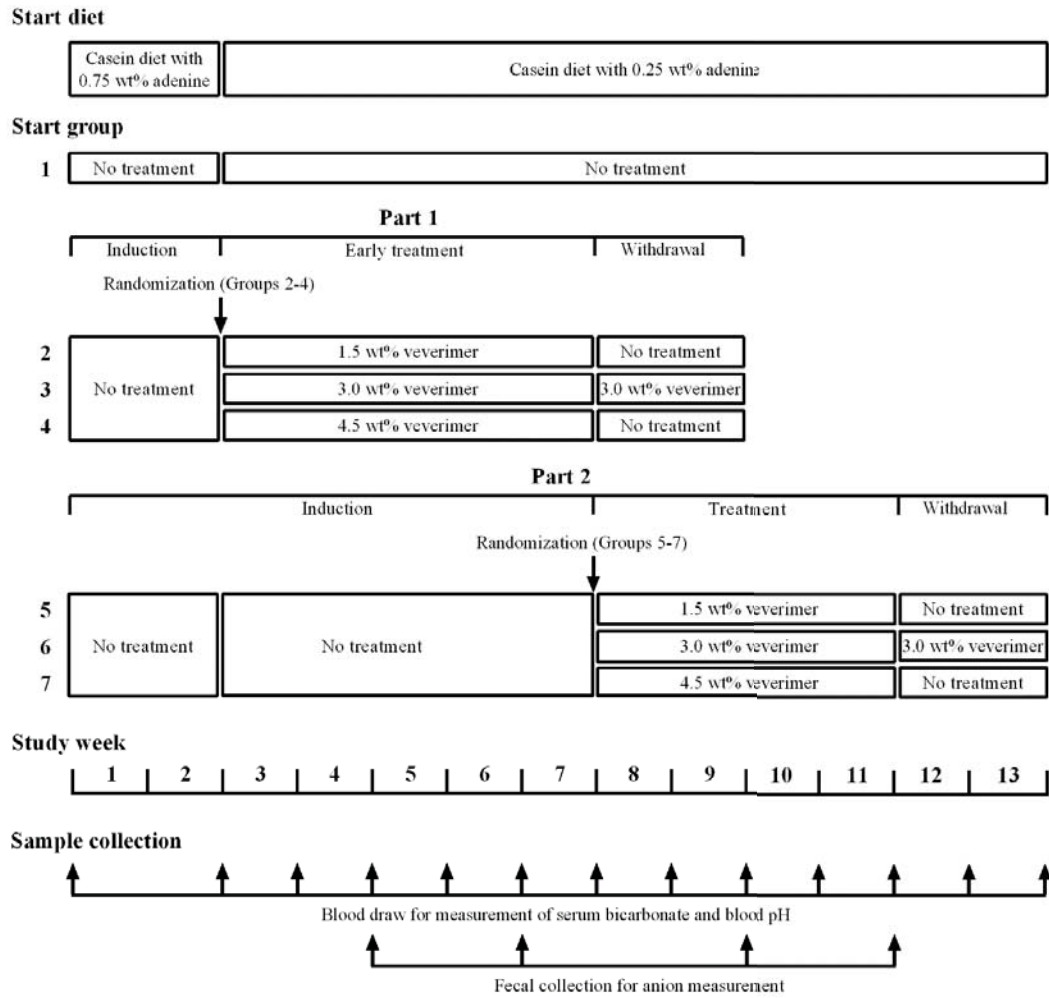 Start diet
Casein diet with
0.75 wt% adenine
Casein diet with 0.25 wt% adenine
Start group
1
No treatment
No treatment
Part 1
Induction
Early treatment
Withdrawal
Randomization (Groups 2-4)
2
3
4
No treatment
1.5 wt% veverimer
No treatment
3.0 wt% veverimer
3.0 wt% veverimer
4.5 wt% veverimer
No treatment
Part 2
Induction
Treatment
Withdrawal
Randomization (Groups 5-7)
5
6
7
No treatment
No treatment
1.5 wt% veverimer
No treatment
3.0 wt% veverimer
3.0 wt% veverimer
4.5 wt% veverimer
No treatment
Study week
1 2 3 4 5 6 7 8 9 10 11 12 13
Sample collection
Blood draw for measurement of serum bicarbonate and blood pH
Fecal collection for anion measurement